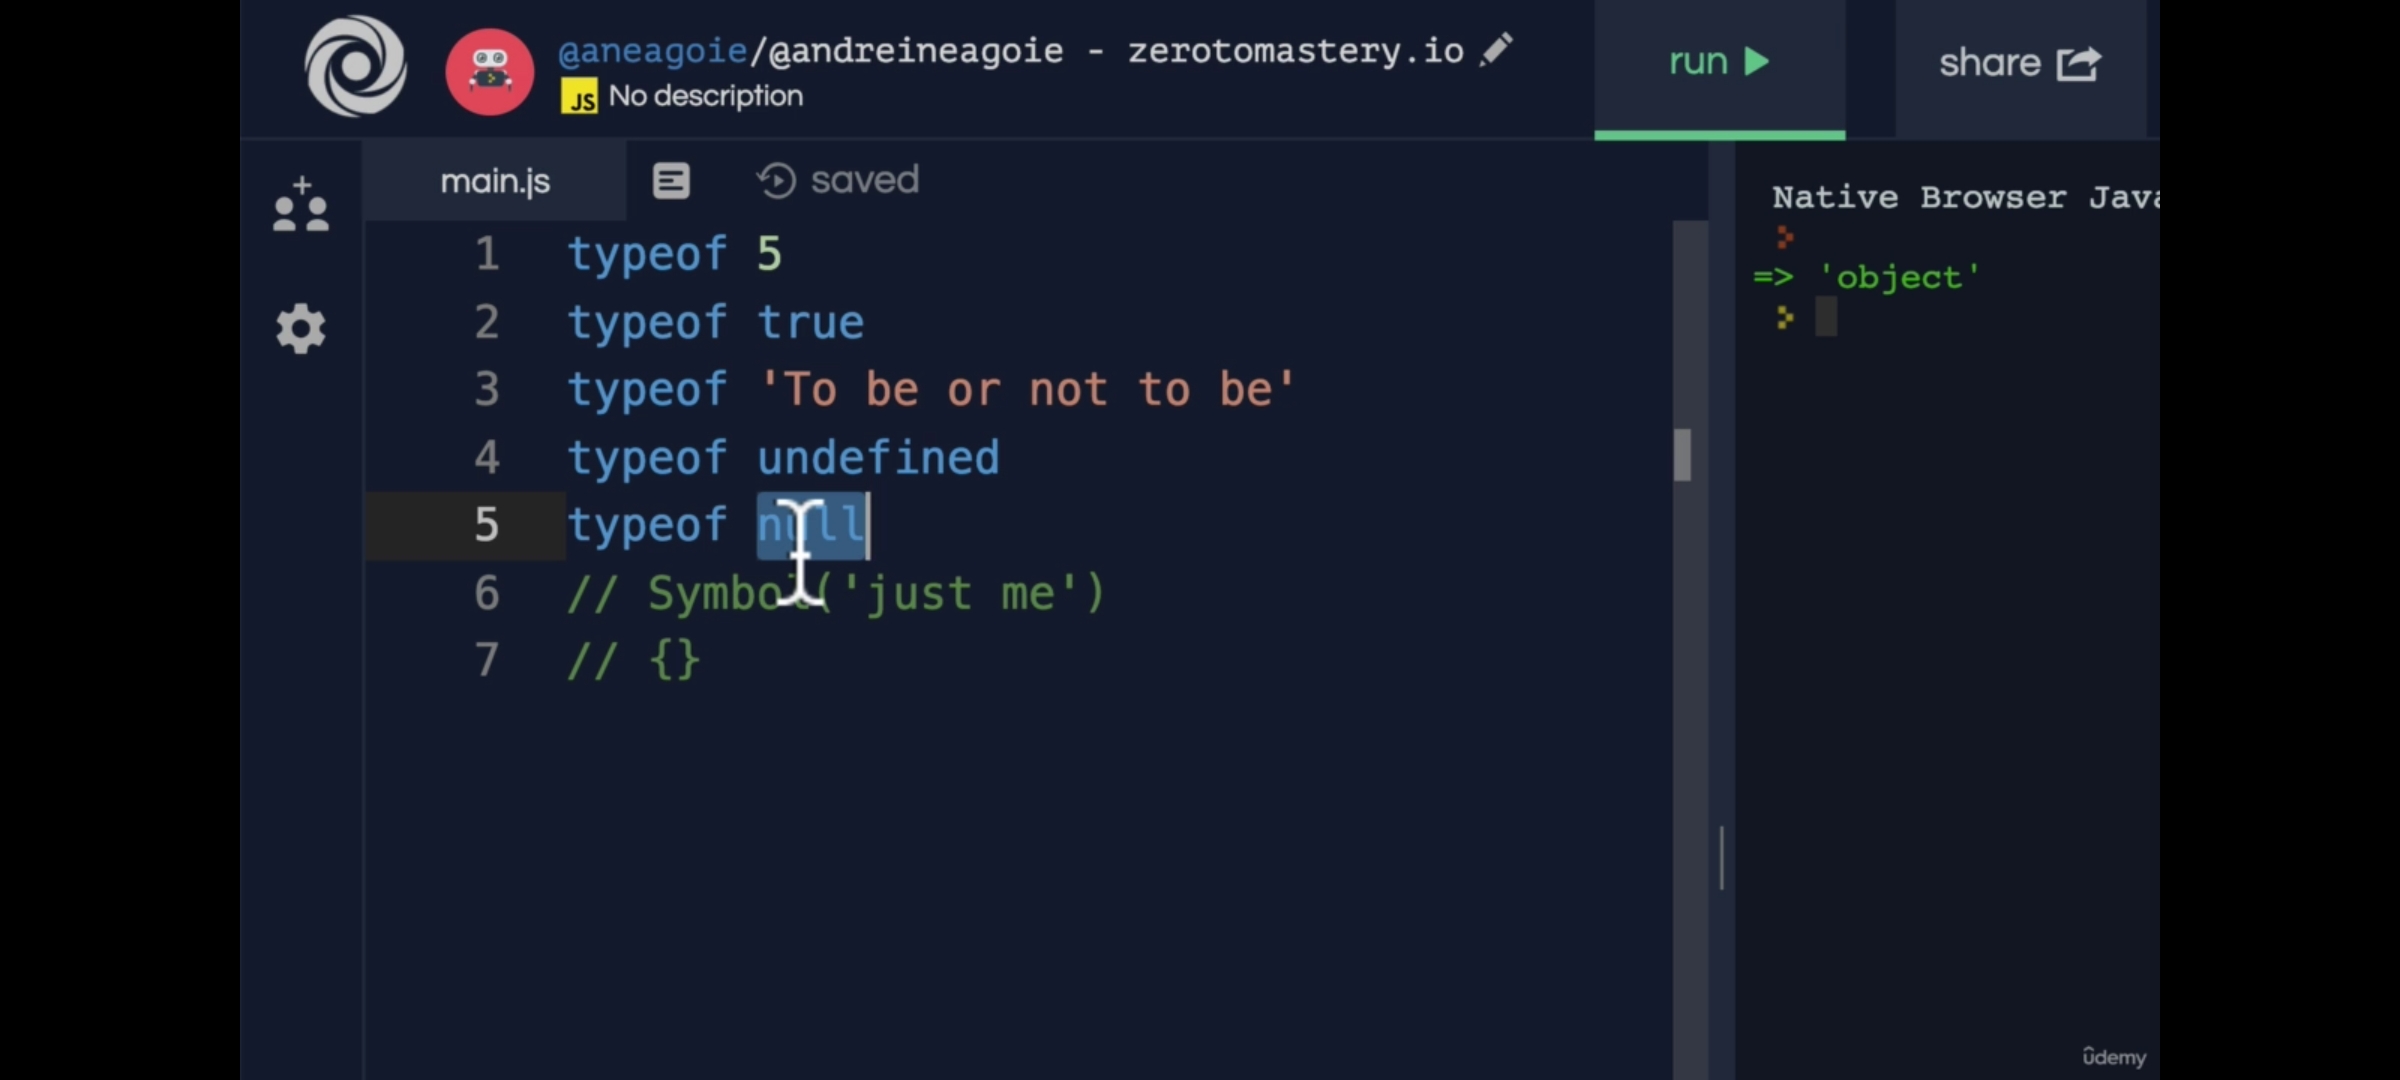 @aneagoie/@andreineagoie - zerotomastery.io
JS No description
run
share
main.js
saved
Native Browser Java
1 typeof 5
2 typeof true
3 typeof 'To be or not to be'
4 typeof undefined
5 typeof null
6 // Symbol('just me')
7 // {}
=> 'object'
ûdemy